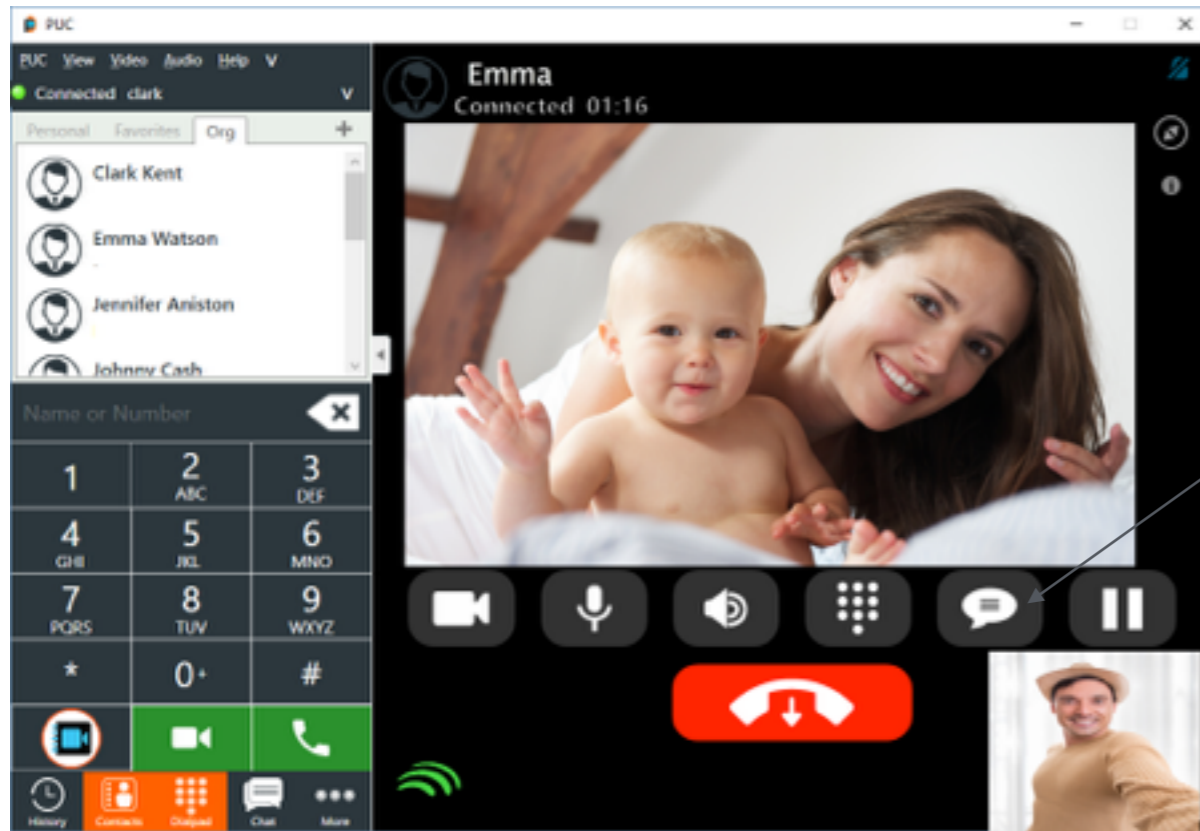 PUC
PUC View Video Audio Help V
Connected clark V
Personal Favorites Org +
Clark Kent
Emma Watson
Jennifer Aniston
Johnny Cash
Name or Number
1
2 ABC
3 DEF
4 GHI
5 JKL
6 MNO
7 PQRS
8 TUV
9 WXYZ
*
0+
#
History Contacts Dialpad Chat More
Emma
Connected 01:16